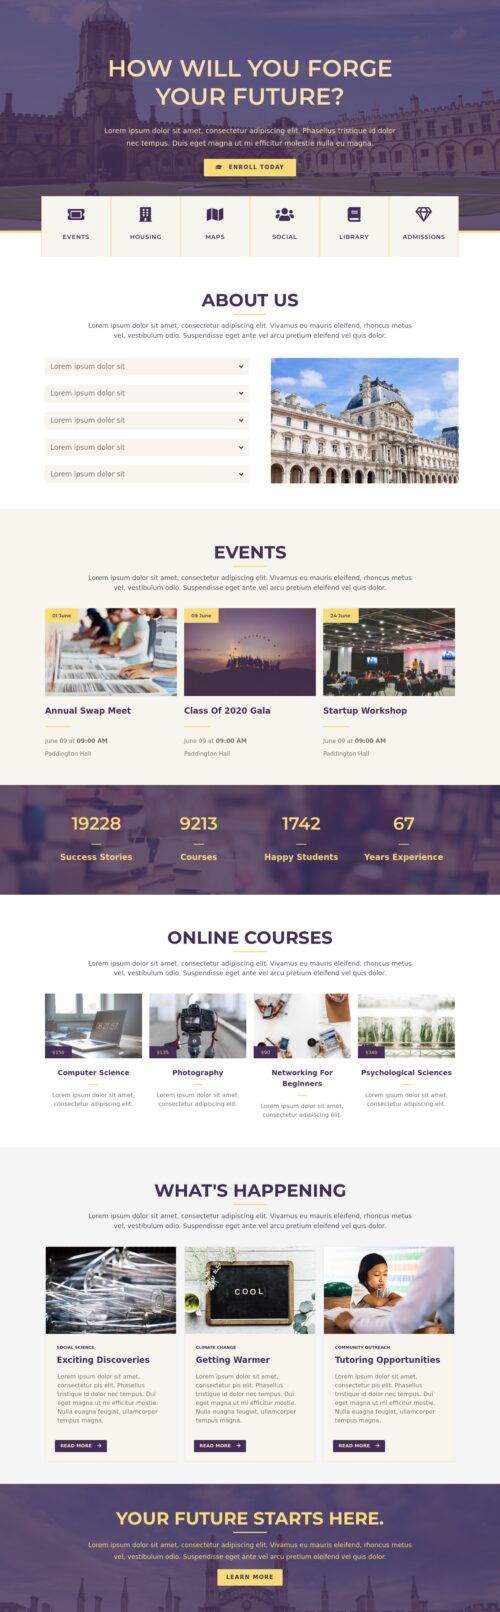 HOW WILL YOU FORGE
YOUR FUTURE?
Lorem ipsum dolor sit amet, consectetur adipiscing elit. Phasellus tristique id dolor
nec tempus. Duis eget magna ut mi efficitur molestie nulla eu magna.
ENROLL TODAY
EVENTS
HOUSING
MAPS
SOCIAL
LIBRARY
ADMISSIONS
ABOUT US
Lorem ipsum dolor sit amet, consectetur adipiscing elit. Vivamus eu mauris eleifend, rhoncus metus
vel, vestibulum odio. Suspendisse eget ante vel arcu pretium eleifend vel quis dolor.
Lorem ipsum dolor sit
Lorem ipsum dolor sit
Lorem ipsum dolor sit
Lorem ipsum dolor sit
Lorem ipsum dolor sit
EVENTS
Lorem ipsum dolor sit amet, consectetur adipiscing elit. Vivamus eu mauris eleifend, rhoncus metus
vel, vestibulum odio. Suspendisse eget ante vel arcu pretium eleifend vel quis dolor.
01 June
Annual Swap Meet
June 09 at 09:00 AM
Paddington Hall
09 June
Class Of 2020 Gala
June 09 at 09:00 AM
Paddington Hall
24 June
Startup Workshop
June 09 at 09:00 AM
Paddington Hall
19228
Success Stories
9213
Courses
1742
Happy Students
67
Years Experience
ONLINE COURSES
Lorem ipsum dolor sit amet, consectetur adipiscing elit. Vivamus eu mauris eleifend, rhoncus metus
vel, vestibulum odio. Suspendisse eget ante vel arcu pretium eleifend vel quis dolor.
$150
Computer Science
Lorem ipsum dolor sit amet,
consectetur adipiscing elit.
$135
Photography
Lorem ipsum dolor sit amet,
consectetur adipiscing elit.
$90
Networking For
Beginners
Lorem ipsum dolor sit amet,
consectetur adipiscing elit.
$340
Psychological Sciences
Lorem ipsum dolor sit amet,
consectetur adipiscing elit.
WHAT'S HAPPENING
Lorem ipsum dolor sit amet, consectetur adipiscing elit. Vivamus eu mauris eleifend, rhoncus metus
vel, vestibulum odio. Suspendisse eget ante vel arcu pretium eleifend vel quis dolor.
SOCIAL SCIENCE
Exciting Discoveries
Lorem ipsum dolor sit amet,
consectetur pis elit. Phasellus
tristique id dolor nec tempus. Dui
eget magna ut mi efficitur mostie.
Nulla euagna feugiat, ullamcorper
tempus magna.
READ MORE
COOL
CLIMATE CHANGE
Getting Warmer
Lorem ipsum dolor sit amet,
consectetur pis elit. Phasellus
tristique id dolor nec tempus. Dui
eget magna ut mi efficitur mostie.
Nulla euagna feugiat, ullamcorper
tempus magna.
READ MORE
COMMUNITY OUTREACH
Tutoring Opportunities
Lorem ipsum dolor sit amet,
consectetur pis elit. Phasellus
tristique id dolor nec tempus. Dui
eget magna ut mi efficitur mostie.
Nulla euagna feugiat, ullamcorper
tempus magna.
READ MORE
YOUR FUTURE STARTS HERE.
Lorem ipsum dolor sit amet, consectetur adipiscing elit. Vivamus eu mauris eleifend, rhoncus metus
vel, vestibulum odio. Suspendisse eget ante vel arcu pretium eleifend vel quis dolor.
LEARN MORE